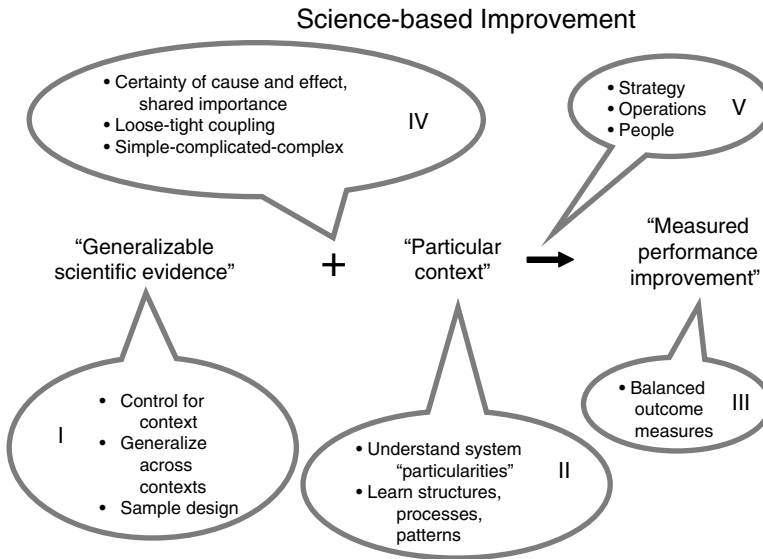 Science-based Improvement
• Certainty of cause and effect,
shared importance
• Loose-tight coupling
• Simple-complicated-complex
IV
• Strategy
• Operations
• People
V
“Generalizable
scientific evidence”
+
“Particular
context”
“Measured
performance
improvement”
I
• Control for
context
• Generalize
across
contexts
• Sample design
• Understand system
“particularities”
• Learn structures,
processes,
patterns
II
• Balanced
outcome
measures
III